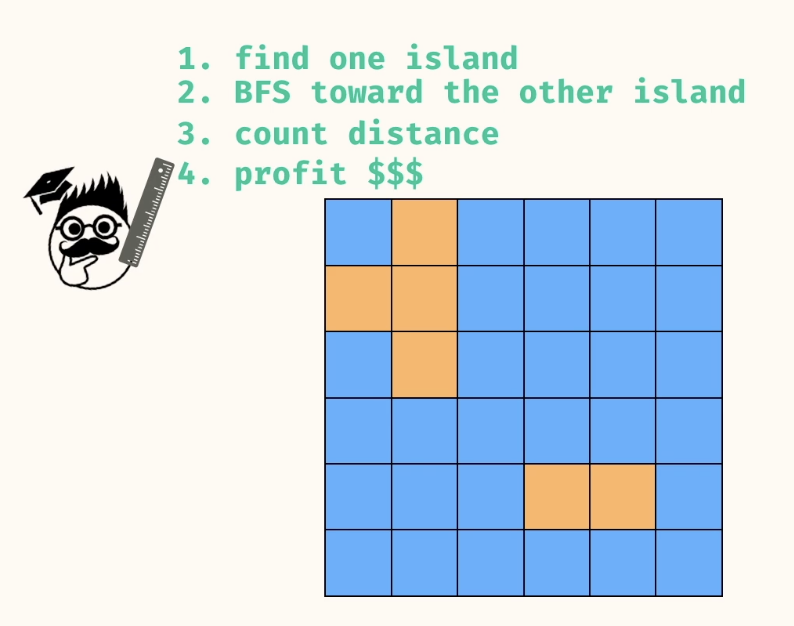 1. find one island
2. BFS toward the other island
3. count distance
4. profit $$$